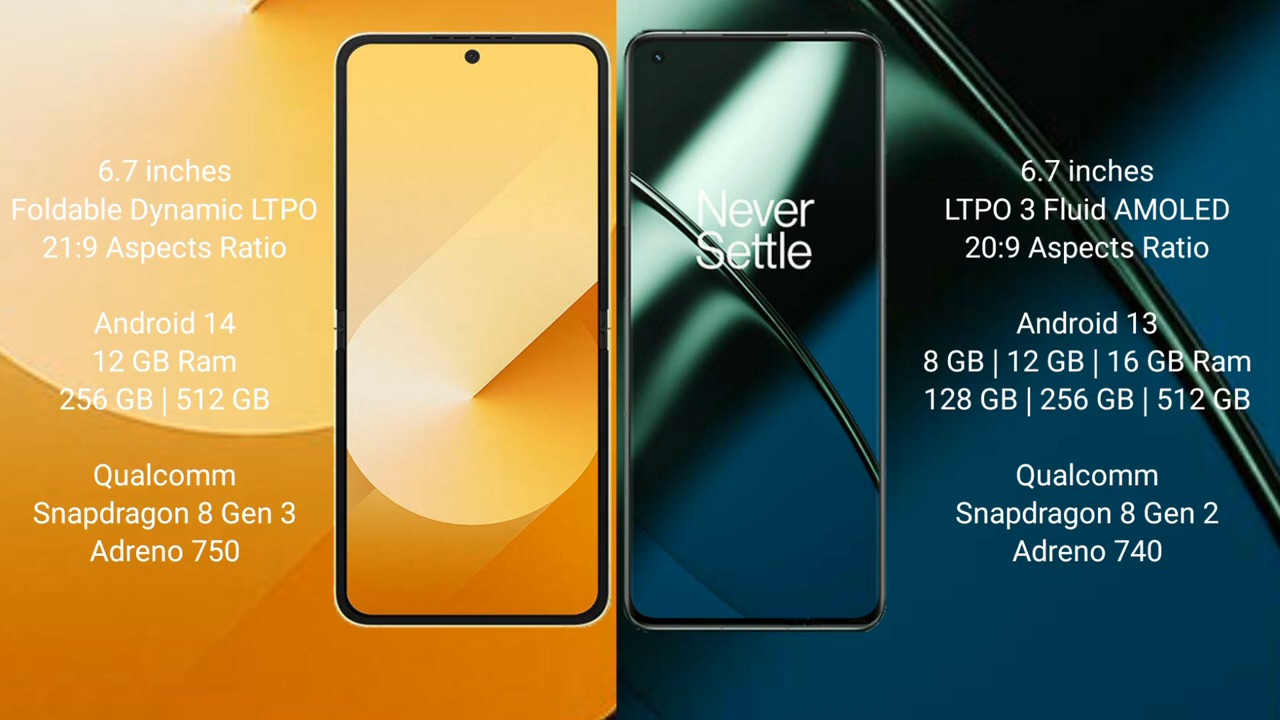 6.7 inches
Foldable Dynamic LTPO
21:9 Aspects Ratio
Android 14
12 GB Ram
256 GB | 512 GB
Qualcomm
Snapdragon 8 Gen 3
Adreno 750
Never
Settle
6.7 inches
LTPO 3 Fluid AMOLED
20:9 Aspects Ratio
Android 13
8 GB | 12 GB | 16 GB Ram
128 GB | 256 GB | 512 GB
Qualcomm
Snapdragon 8 Gen 2
Adreno 740